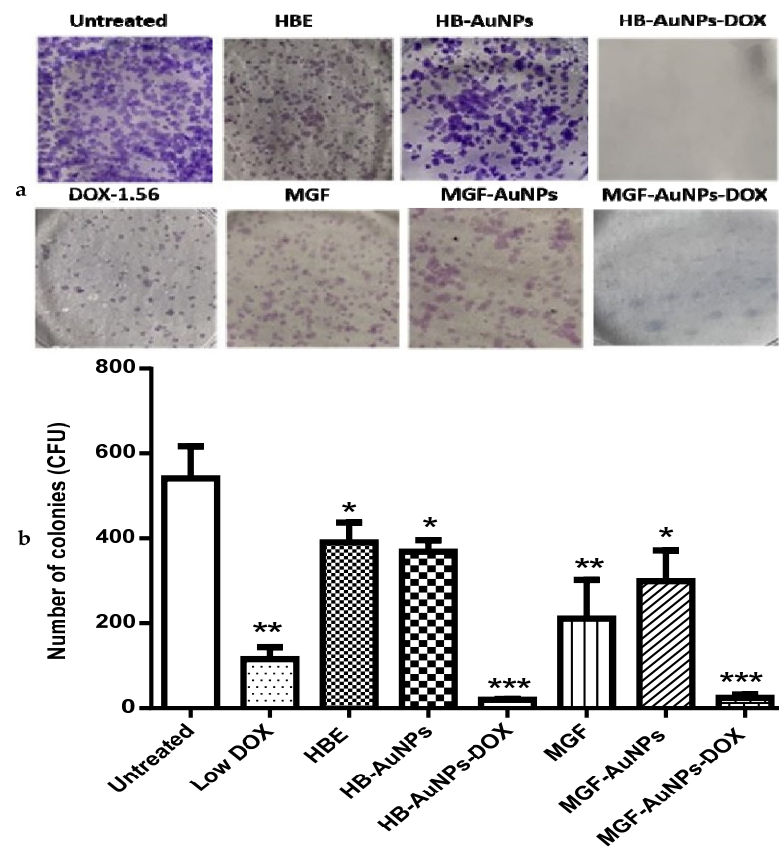 Untreated HBE HB-AuNPs HB-AuNPs-DOX
a
DOX-1.56 MGF MGF-AuNPs MGF-AuNPs-DOX
b
Number of colonies (CFU)
800
600
400
200
0
* * * ** **
*** ***
Untreated Low DOX HBE HB-AuNPs HB-AuNPs-DOX MGF MGF-AuNPs MGF-AuNPs-DOX